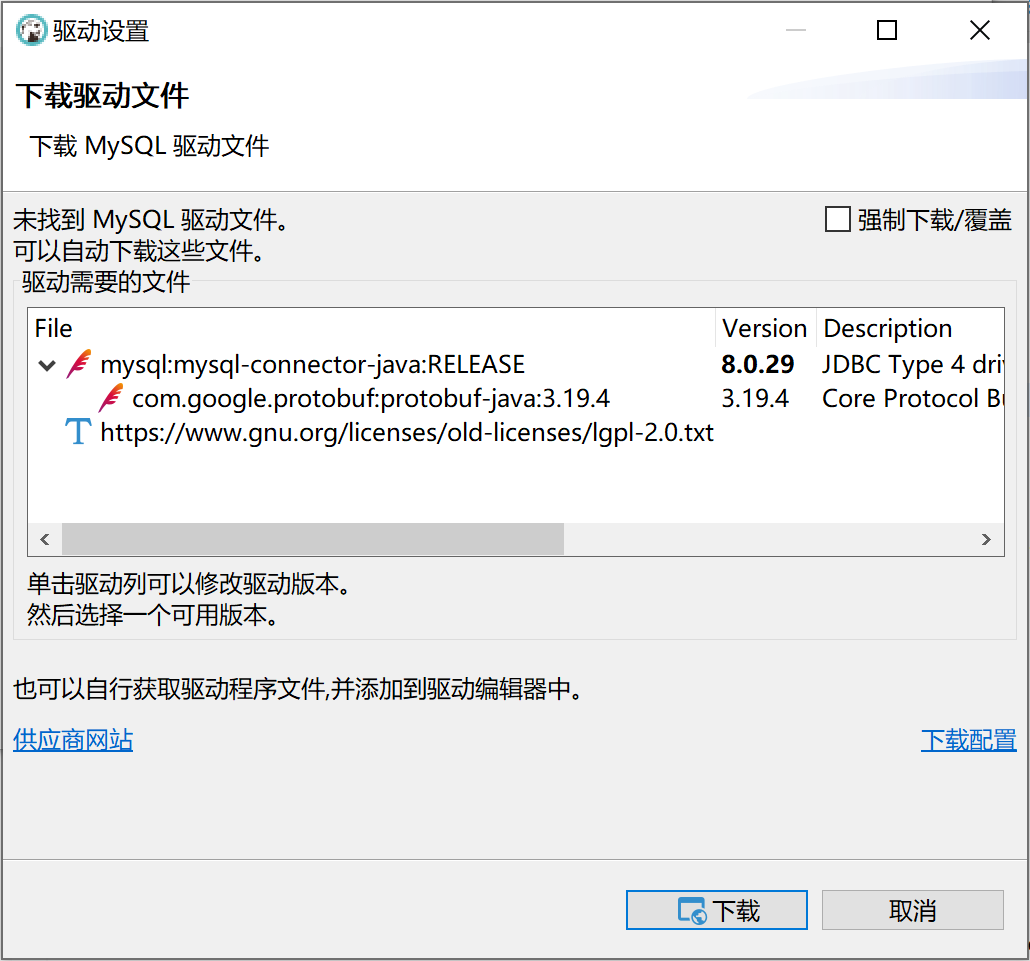 驱动设置
下载驱动文件
下载 MySQL 驱动文件
未找到 MySQL 驱动文件。
强制下载/覆盖
可以自动下载这些文件。
驱动需要的文件
File Version Description
mysql:mysql-connector-java:RELEASE 8.0.29 JDBC Type 4 dri
com.google.protobuf:protobuf-java:3.19.4 3.19.4 Core Protocol Bu
https://www.gnu.org/licenses/old-licenses/lgpl-2.0.txt
单击驱动列可以修改驱动版本。
然后选择一个可用版本。
也可以自行获取驱动程序文件,并添加到驱动编辑器中。
供应商网站 下载配置
下载 取消